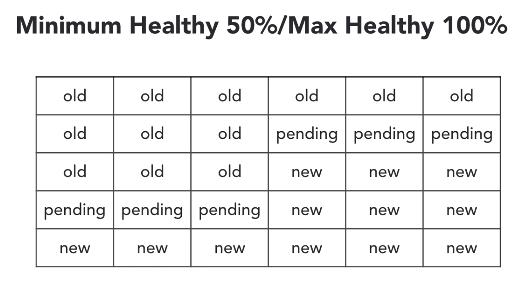 Minimum Healthy 50%/Max Healthy 100%
old old old old old old
old old old pending pending pending
old old old new new new
pending pending pending new new new
new new new new new new